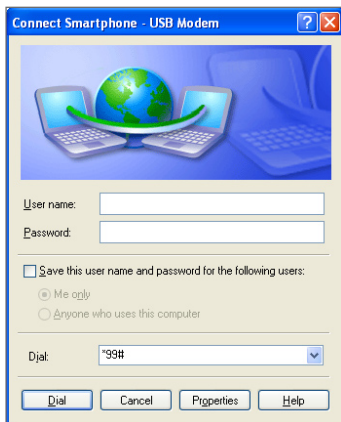 Connect Smartphone - USB Modem
User name:
Password:
Save this user name and password for the following users:
Me only
Anyone who uses this computer
Dial: *99#
Dial Cancel Properties Help